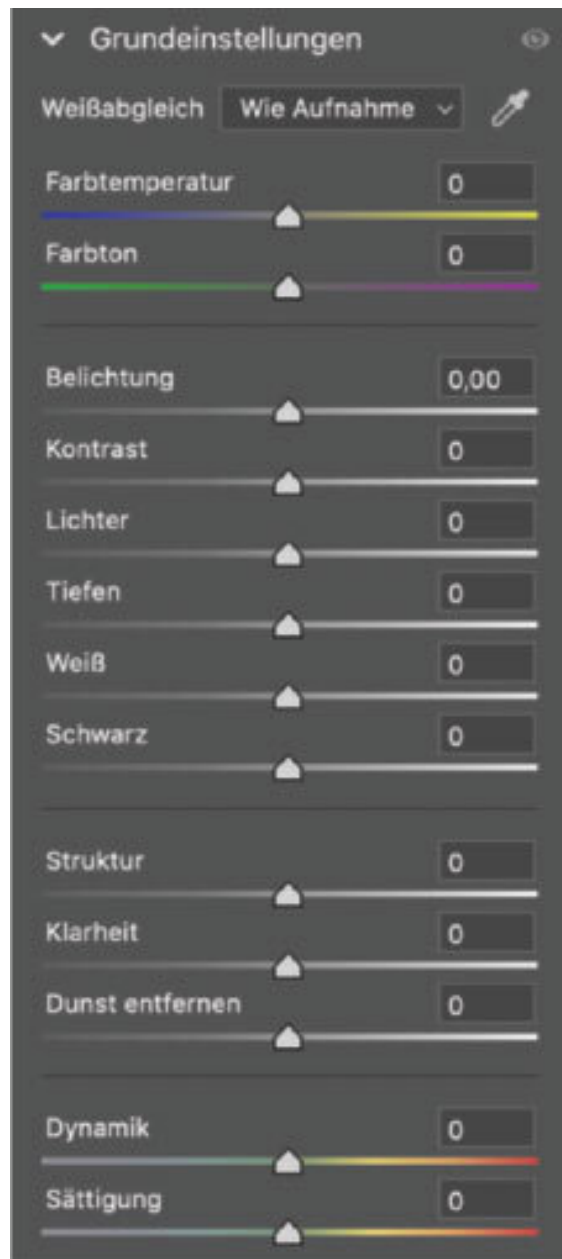 Grundeinstellungen
Weißabgleich Wie Aufnahme
Farbtemperatur 0
Farbton 0
Belichtung 0,00
Kontrast 0
Lichter 0
Tiefen 0
Weiß 0
Schwarz 0
Struktur 0
Klarheit 0
Dunst entfernen 0
Dynamik 0
Sättigung 0